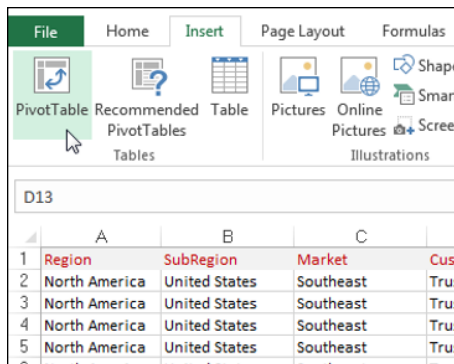 File Home Insert Page Layout Formulas
PivotTable Recommended PivotTables Table Pictures Online Pictures
Tables Illustrations
D13
A B C
1 Region SubRegion Market
2 North America United States Southeast
3 North America United States Southeast
4 North America United States Southeast
5 North America United States Southeast